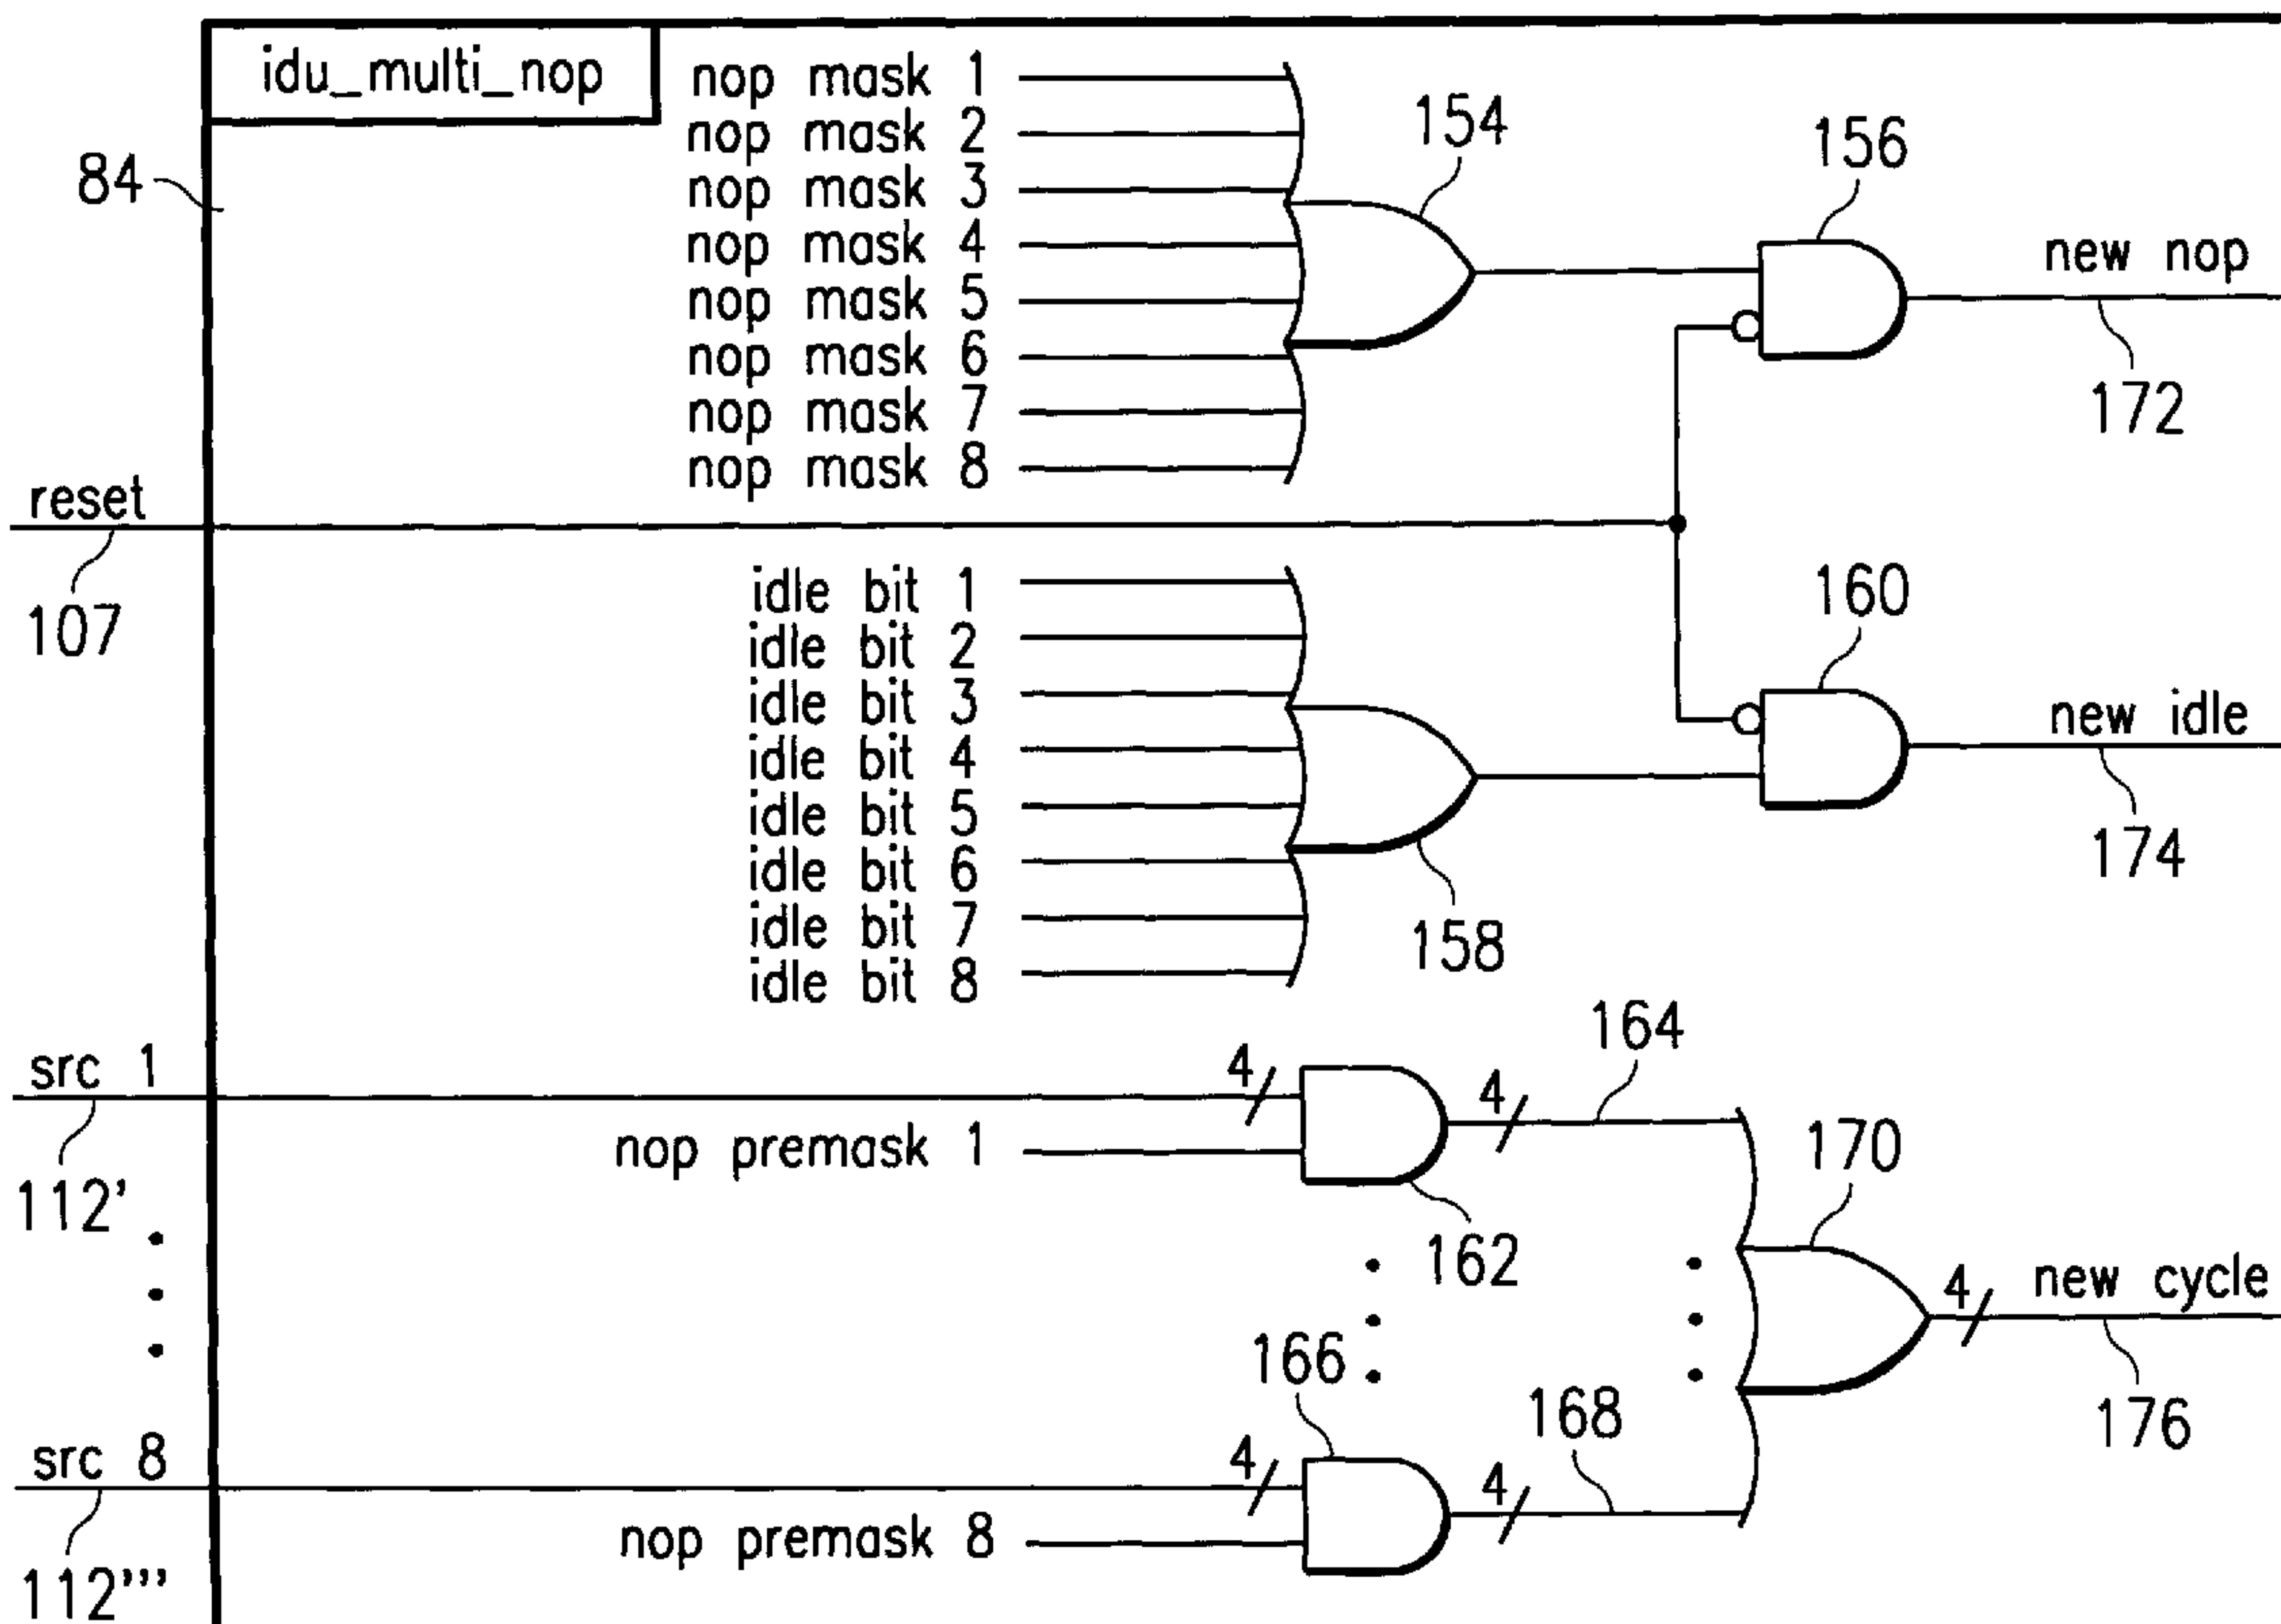 idu_multi_nop
nop mask 1
nop mask 2
nop mask 3
nop mask 4
nop mask 5
nop mask 6
nop mask 7
nop mask 8
154
156
84
new nop
172
reset
107
idle bit 1
idle bit 2
idle bit 3
idle bit 4
idle bit 5
idle bit 6
idle bit 7
idle bit 8
160
new idle
174
158
164
src 1
4
4
170
nop premask 1
112'
162
4 new cycle
166
168
176
src 8
4
4
nop premask 8
112'''